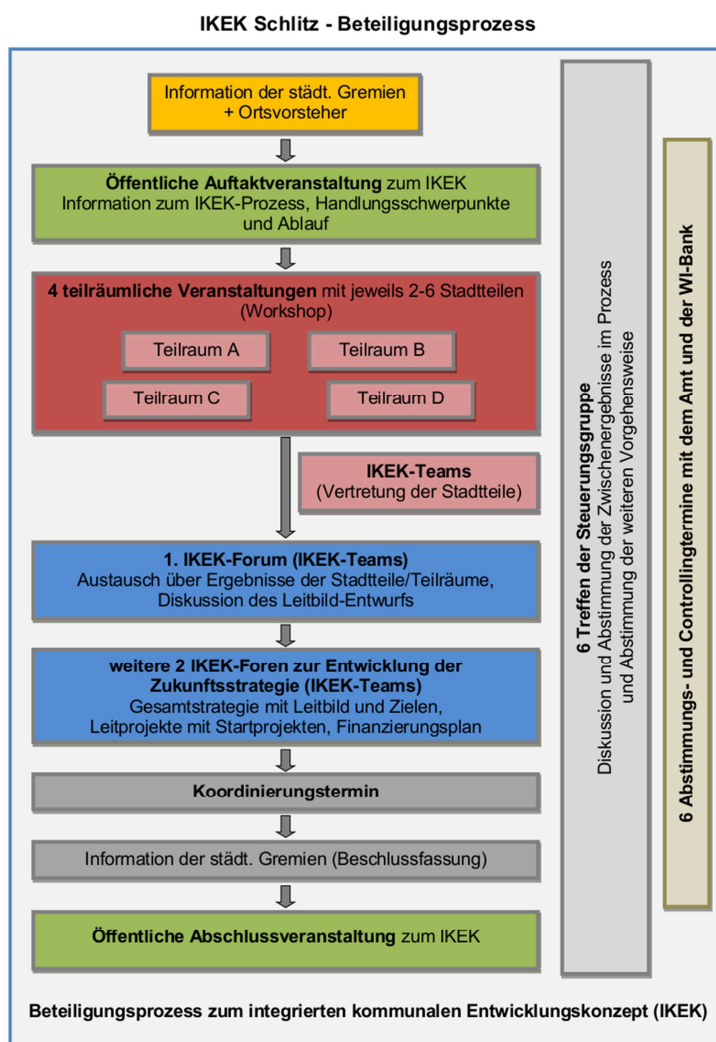 IKEK Schlitz - Beteiligungsprozess
Information der städt. Gremien
+ Ortsvorsteher
Öffentliche Auftaktveranstaltung zum IKEK
Information zum IKEK-Prozess, Handlungsschwerpunkte
und Ablauf
4 teilräumliche Veranstaltungen mit jeweils 2-6 Stadtteilen
(Workshop)
Teilraum A
Teilraum B
Teilraum C
Teilraum D
IKEK-Teams
(Vertretung der Stadtteile)
1. IKEK-Forum (IKEK-Teams)
Austausch über Ergebnisse der Stadtteile/Teilräume,
Diskussion des Leitbild-Entwurfs
weitere 2 IKEK-Foren zur Entwicklung der
Zukunftsstrategie (IKEK-Teams)
Gesamtstrategie mit Leitbild und Zielen,
Leitprojekte mit Startprojekten, Finanzierungsplan
Koordinierungstermin
Information der städt. Gremien (Beschlussfassung)
Öffentliche Abschlussveranstaltung zum IKEK
6 Treffen der Steuerungsgruppe
Diskussion und Abstimmung der Zwischenergebnisse im Prozess
und Abstimmung der weiteren Vorgehensweise
6 Abstimmungs- und Controllingtermine mit dem Amt und der WI-Bank
Beteiligungsprozess zum integrierten kommunalen Entwicklungskonzept (IKEK)